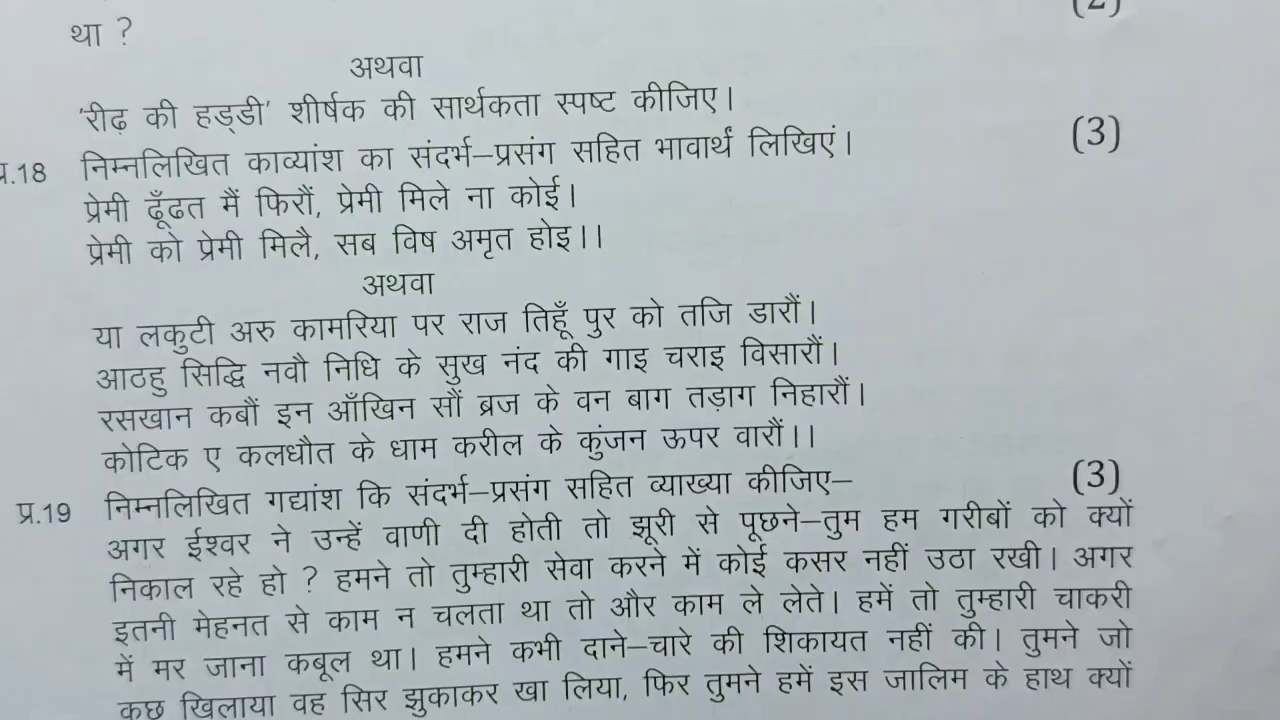 (2)
था ?
अथवा
'रीढ़ की हड्डी' शीर्षक की सार्थकता स्पष्ट कीजिए।
प्र.18 निम्नलिखित काव्यांश का संदर्भ–प्रसंग सहित भावार्थ लिखिएं। (3)
प्रेमी ढूँढत मैं फिरौं, प्रेमी मिले ना कोई।
प्रेमी को प्रेमी मिलै, सब विष अमृत होइ।।
अथवा
या लकुटी अरु कामरिया पर राज तिहूँ पुर को तजि डारौं।
आठहु सिद्धि नवौ निधि के सुख नंद की गाइ चराइ विसारौं।
रसखान कबौं इन आँखिन सौं ब्रज के वन बाग तड़ाग निहारौं।
कोटिक ए कलधौत के धाम करील के कुंजन ऊपर वारौं।।
प्र.19 निम्नलिखित गद्यांश कि संदर्भ–प्रसंग सहित व्याख्या कीजिए– (3)
अगर ईश्वर ने उन्हें वाणी दी होती तो झूरी से पूछने–तुम हम गरीबों को क्यों
निकाल रहे हो ? हमने तो तुम्हारी सेवा करने में कोई कसर नहीं उठा रखी। अगर
इतनी मेहनत से काम न चलता था तो और काम ले लेते। हमें तो तुम्हारी चाकरी
में मर जाना कबूल था। हमने कभी दाने–चारे की शिकायत नहीं की। तुमने जो
कुछ खिलाया वह सिर झुकाकर खा लिया, फिर तुमने हमें इस जालिम के हाथ क्यों